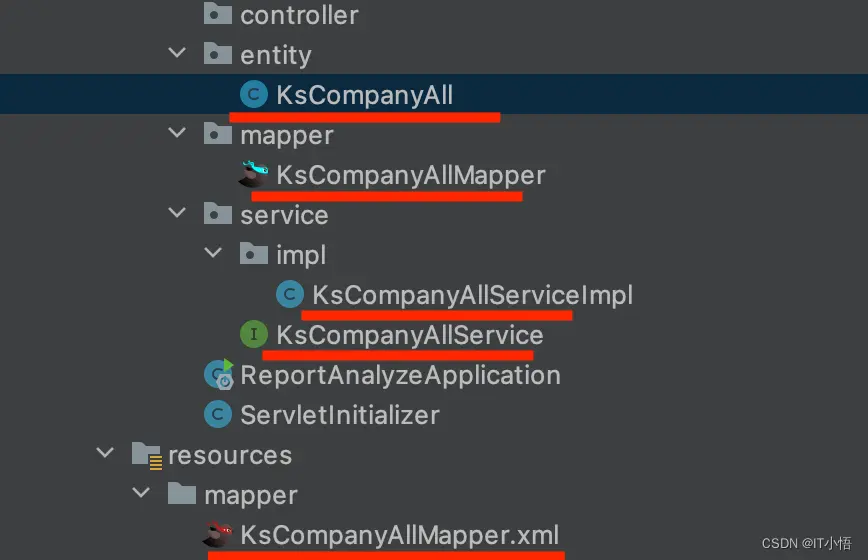 controller
entity
KsCompanyAll
mapper
KsCompanyAllMapper
service
impl
KsCompanyAllServiceImpl
KsCompanyAllService
ReportAnalyzeApplication
ServletInitializer
resources
mapper
KsCompanyAllMapper.xml
CSDN @IT小悟